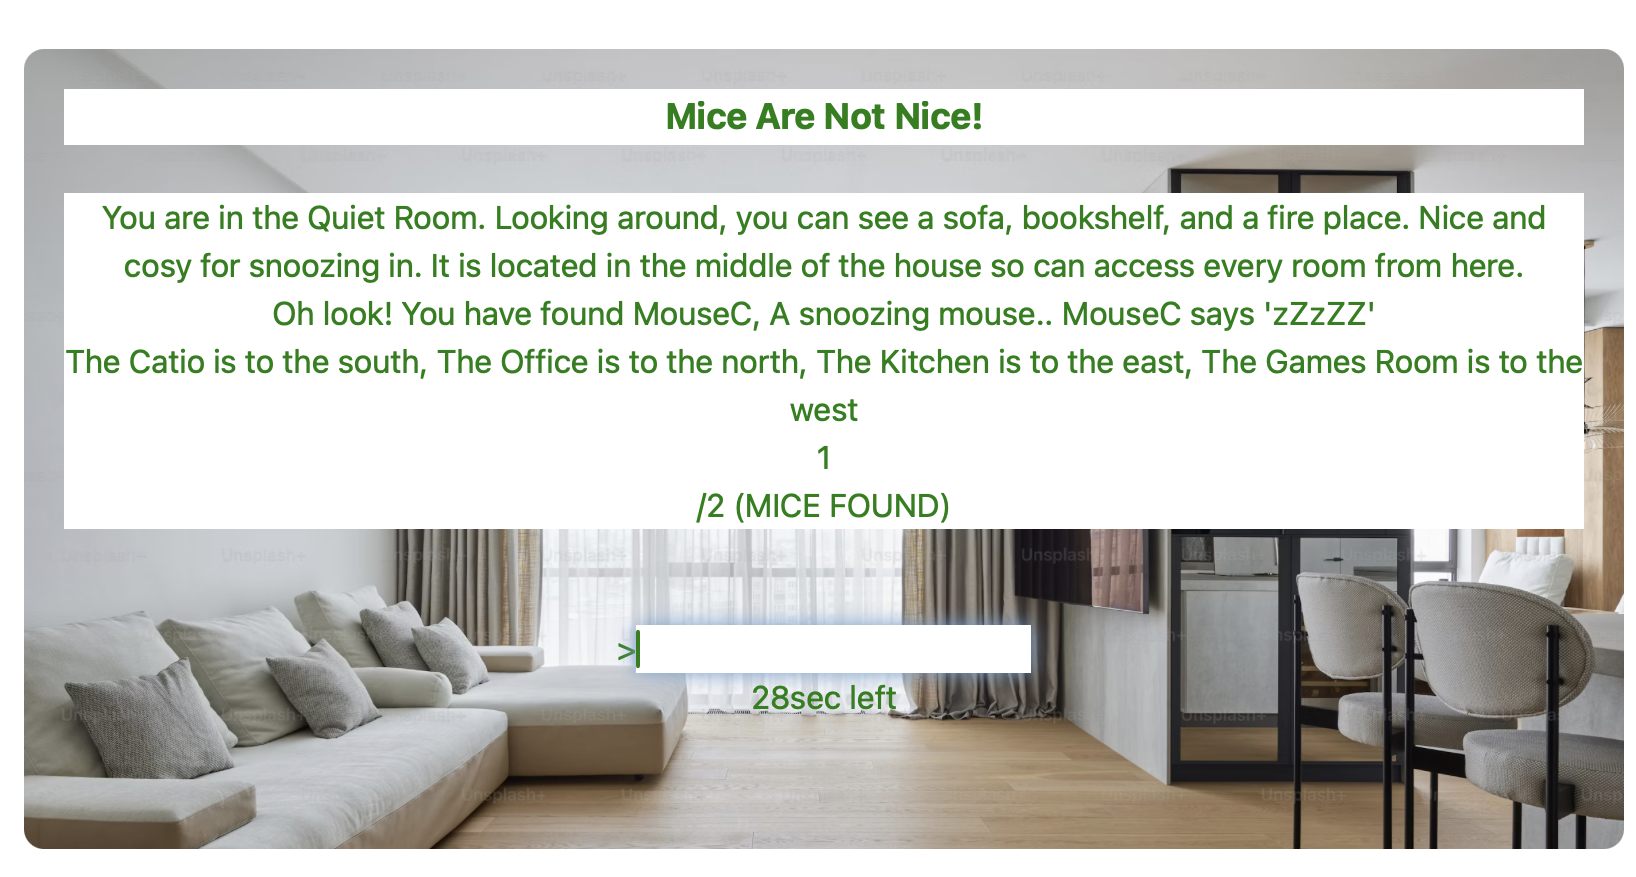 Mice Are Not Nice!
You are in the Quiet Room. Looking around, you can see a sofa, bookshelf, and a fire place. Nice and
cosy for snoozing in. It is located in the middle of the house so can access every room from here.
Oh look! You have found MouseC, A snoozing mouse.. MouseC says 'zZzZZ'
The Catio is to the south, The Office is to the north, The Kitchen is to the east, The Games Room is to the
west
1
/2 (MICE FOUND)
>
28sec left
Unsplash+